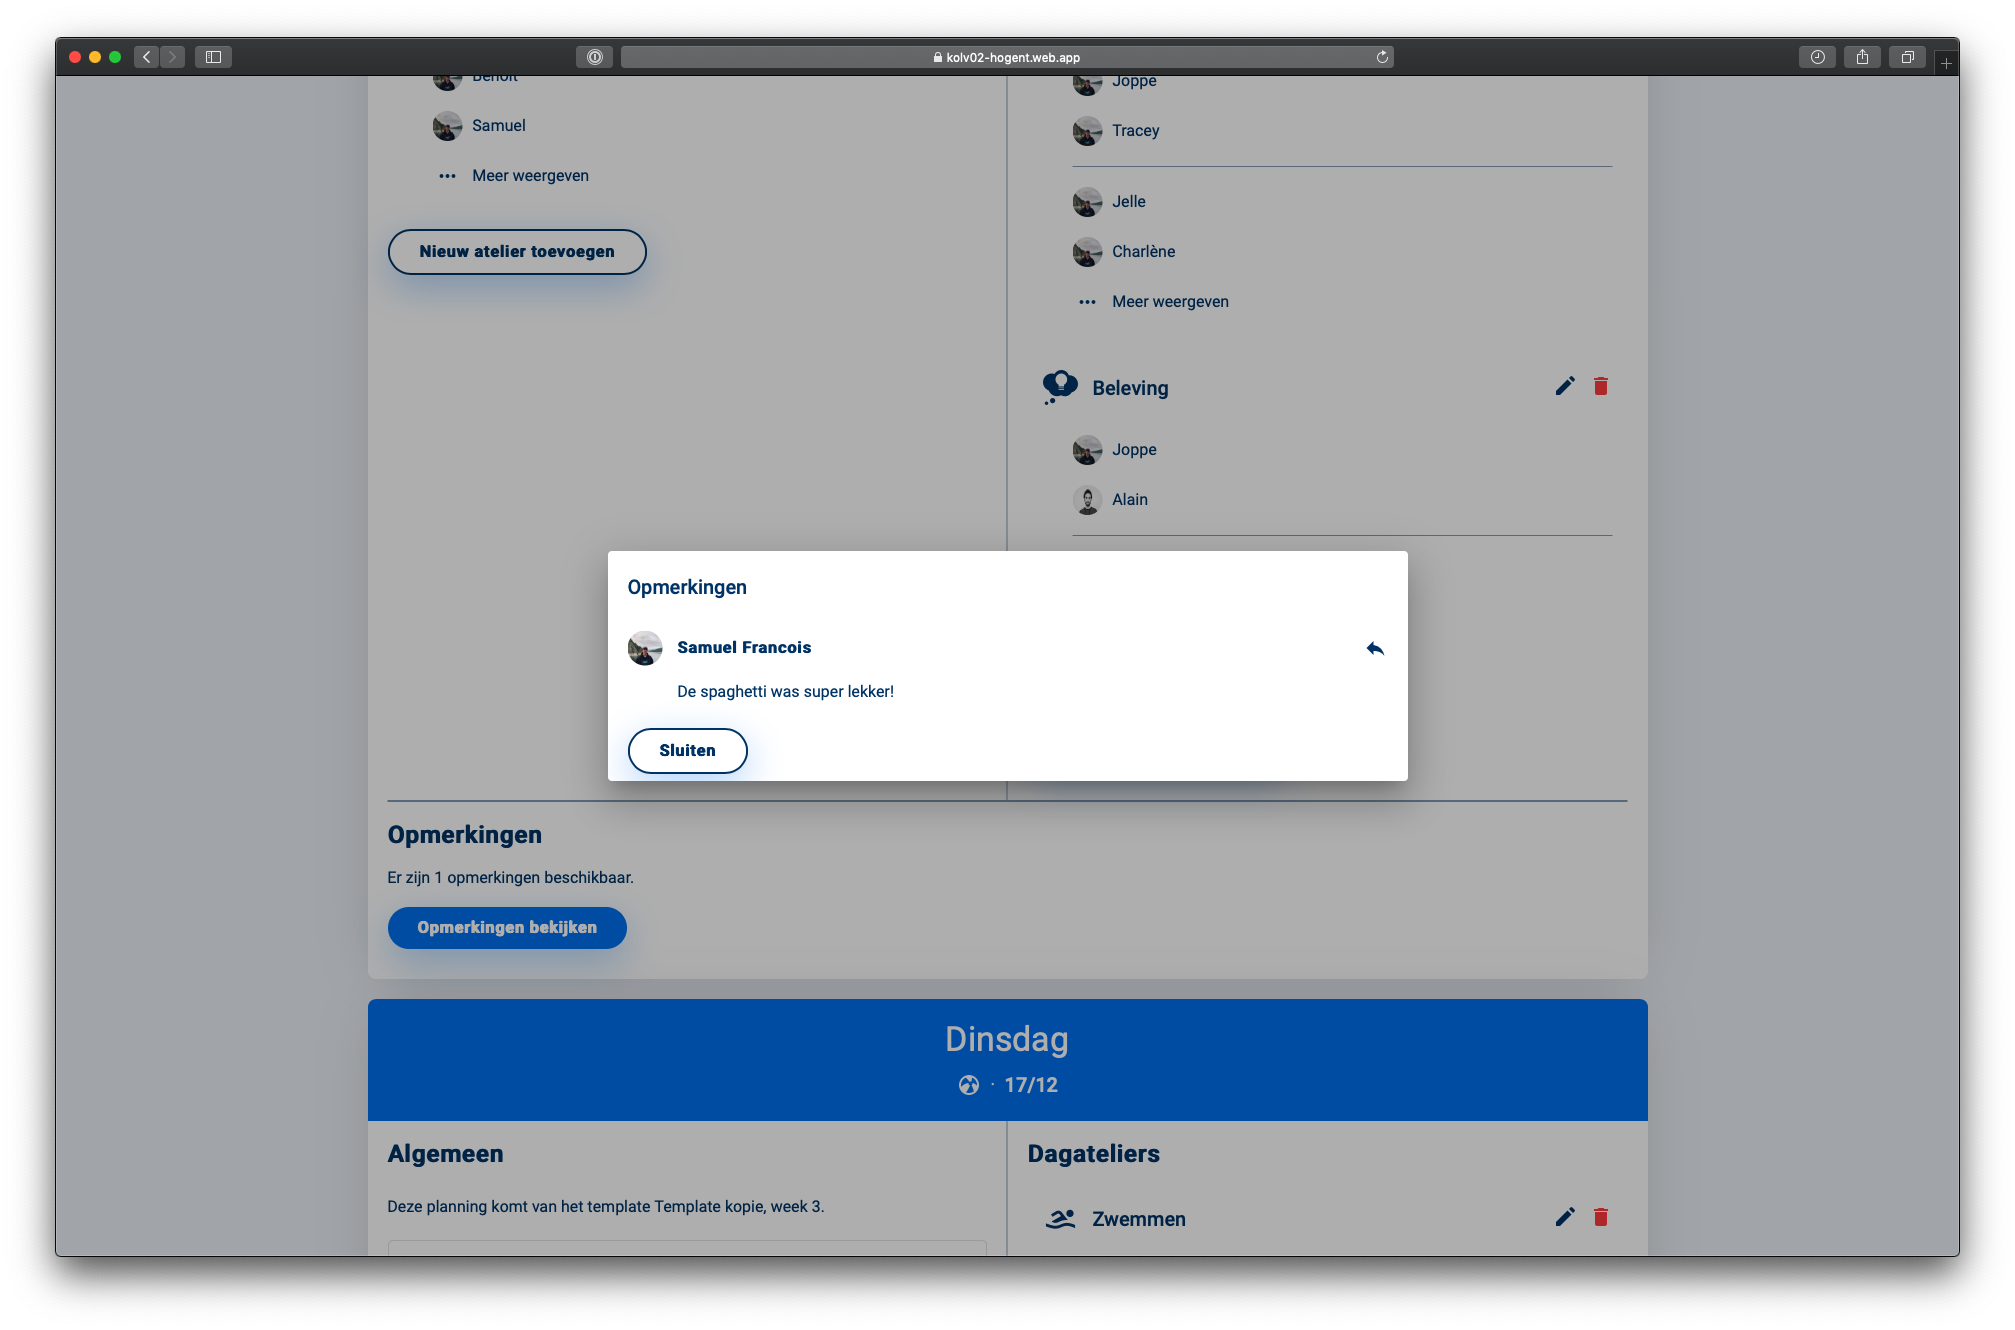 kolv02-hogent.web.app
Benoit
Samuel
Meer weergeven
Nieuw atelier toevoegen
Joppe
Tracey
Jelle
Charlène
Meer weergeven
Beleving
Joppe
Alain
Opmerkingen
Samuel Francois
De spaghetti was super lekker!
Sluiten
Opmerkingen
Er zijn 1 opmerkingen beschikbaar.
Opmerkingen bekijken
Dinsdag
· 17/12
Algemeen
Deze planning komt van het template Template kopie, week 3.
Dagateliers
Zwemmen